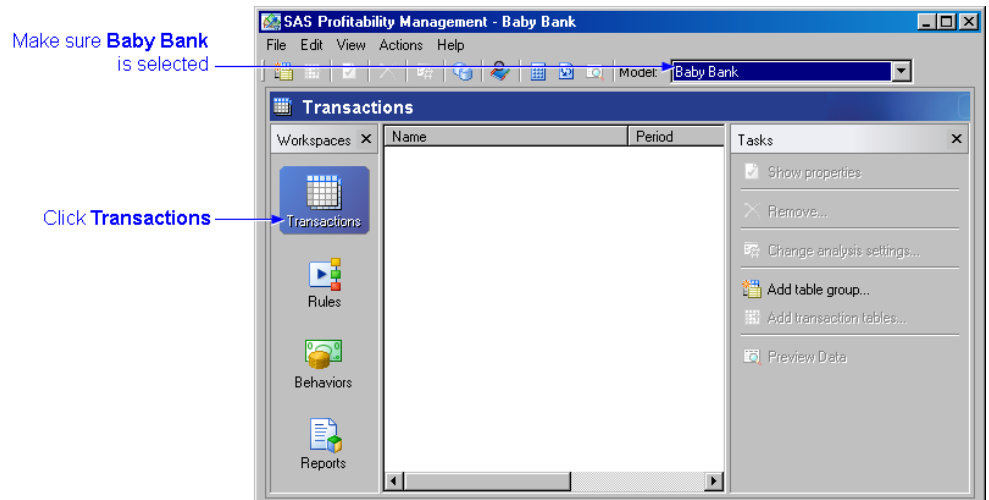 Make sure Baby Bank
is selected
Click Transactions
SAS Profitability Management - Baby Bank
File Edit View Actions Help
Model: Baby Bank
Transactions
Workspaces
Transactions
Rules
Behaviors
Reports
Name Period
Tasks
Show properties
Remove...
Change analysis settings...
Add table group...
Add transaction tables...
Preview Data